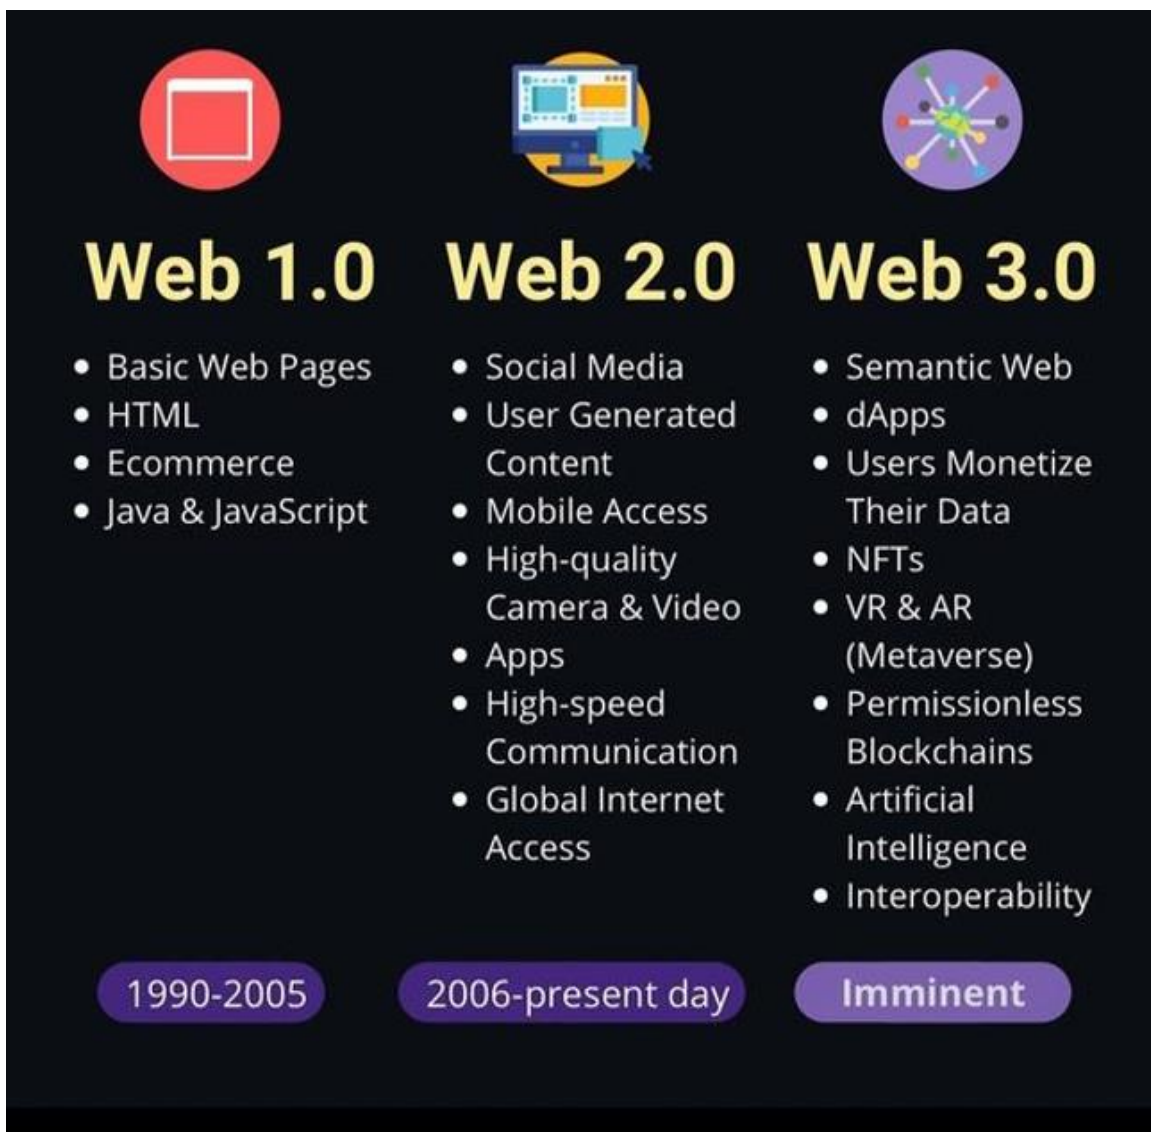 Web 1.0
• Basic Web Pages
• HTML
• Ecommerce
• Java & JavaScript
1990-2005
Web 2.0
• Social Media
• User Generated
Content
• Mobile Access
• High-quality
Camera & Video
• Apps
• High-speed
Communication
• Global Internet
Access
2006-present day
Web 3.0
• Semantic Web
• dApps
• Users Monetize
Their Data
• NFTs
• VR & AR
(Metaverse)
• Permissionless
Blockchains
• Artificial
Intelligence
• Interoperability
Imminent